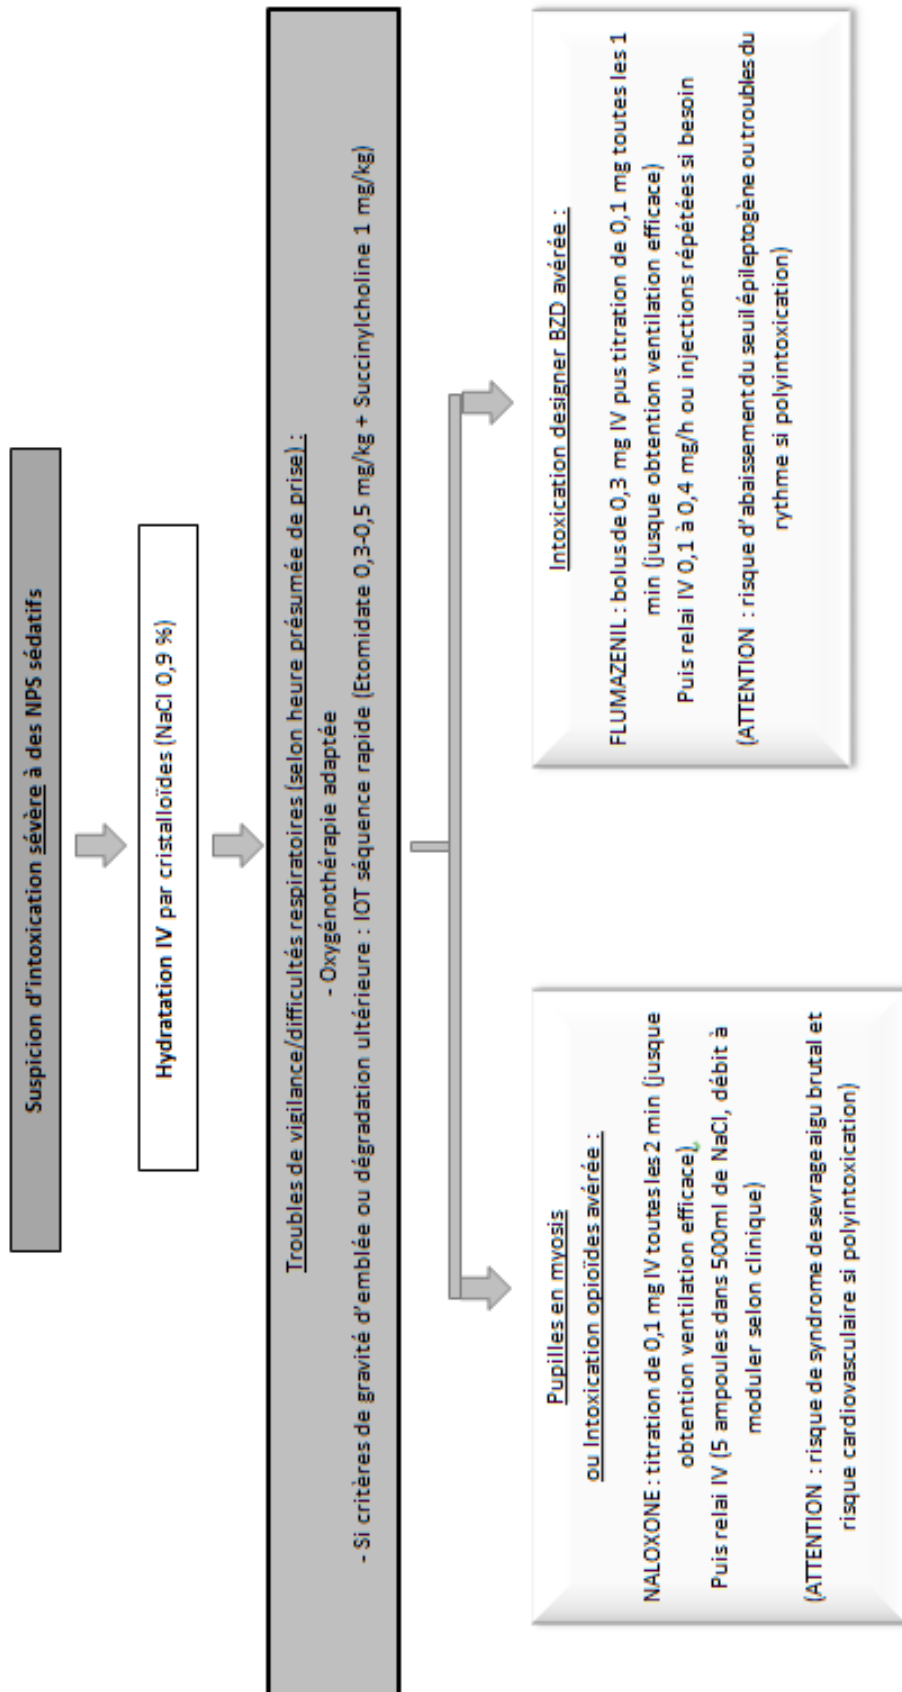 Suspicion d'intoxication sévère à des NPS sédatifs
Hydratation IV par cristalloïdes (NaCl 0,9 %)
Troubles de vigilance/difficultés respiratoires (selon heure présumée de prise) :
- Oxygénothérapie adaptée
- Si critères de gravité d'emblée ou dégradation ultérieure : IOT séquence rapide (Etomidate 0,3-0,5 mg/kg + Succinylcholine 1 mg/kg)
Pupilles en myosis
ou Intoxication opioïdes avérée :
NALOXONE : titration de 0,1 mg IV toutes les 2 min (jusque
obtention ventilation efficace),
Puis relai IV (5 ampoules dans 500ml de NaCl, débit à
moduler selon clinique)
(ATTENTION : risque de syndrome de sevrage aigu brutal et
risque cardiovasculaire si polyintoxication)
Intoxication designer BZD avérée :
FLUMAZENIL : bolus de 0,3 mg IV pus titration de 0,1 mg toutes les 1
min (jusque obtention ventilation efficace)
Puis relai IV 0,1 à 0,4 mg/h ou injections répétées si besoin
(ATTENTION : risque d'abaissement du seuil épileptogène ou troubles du
rythme si polyintoxication)